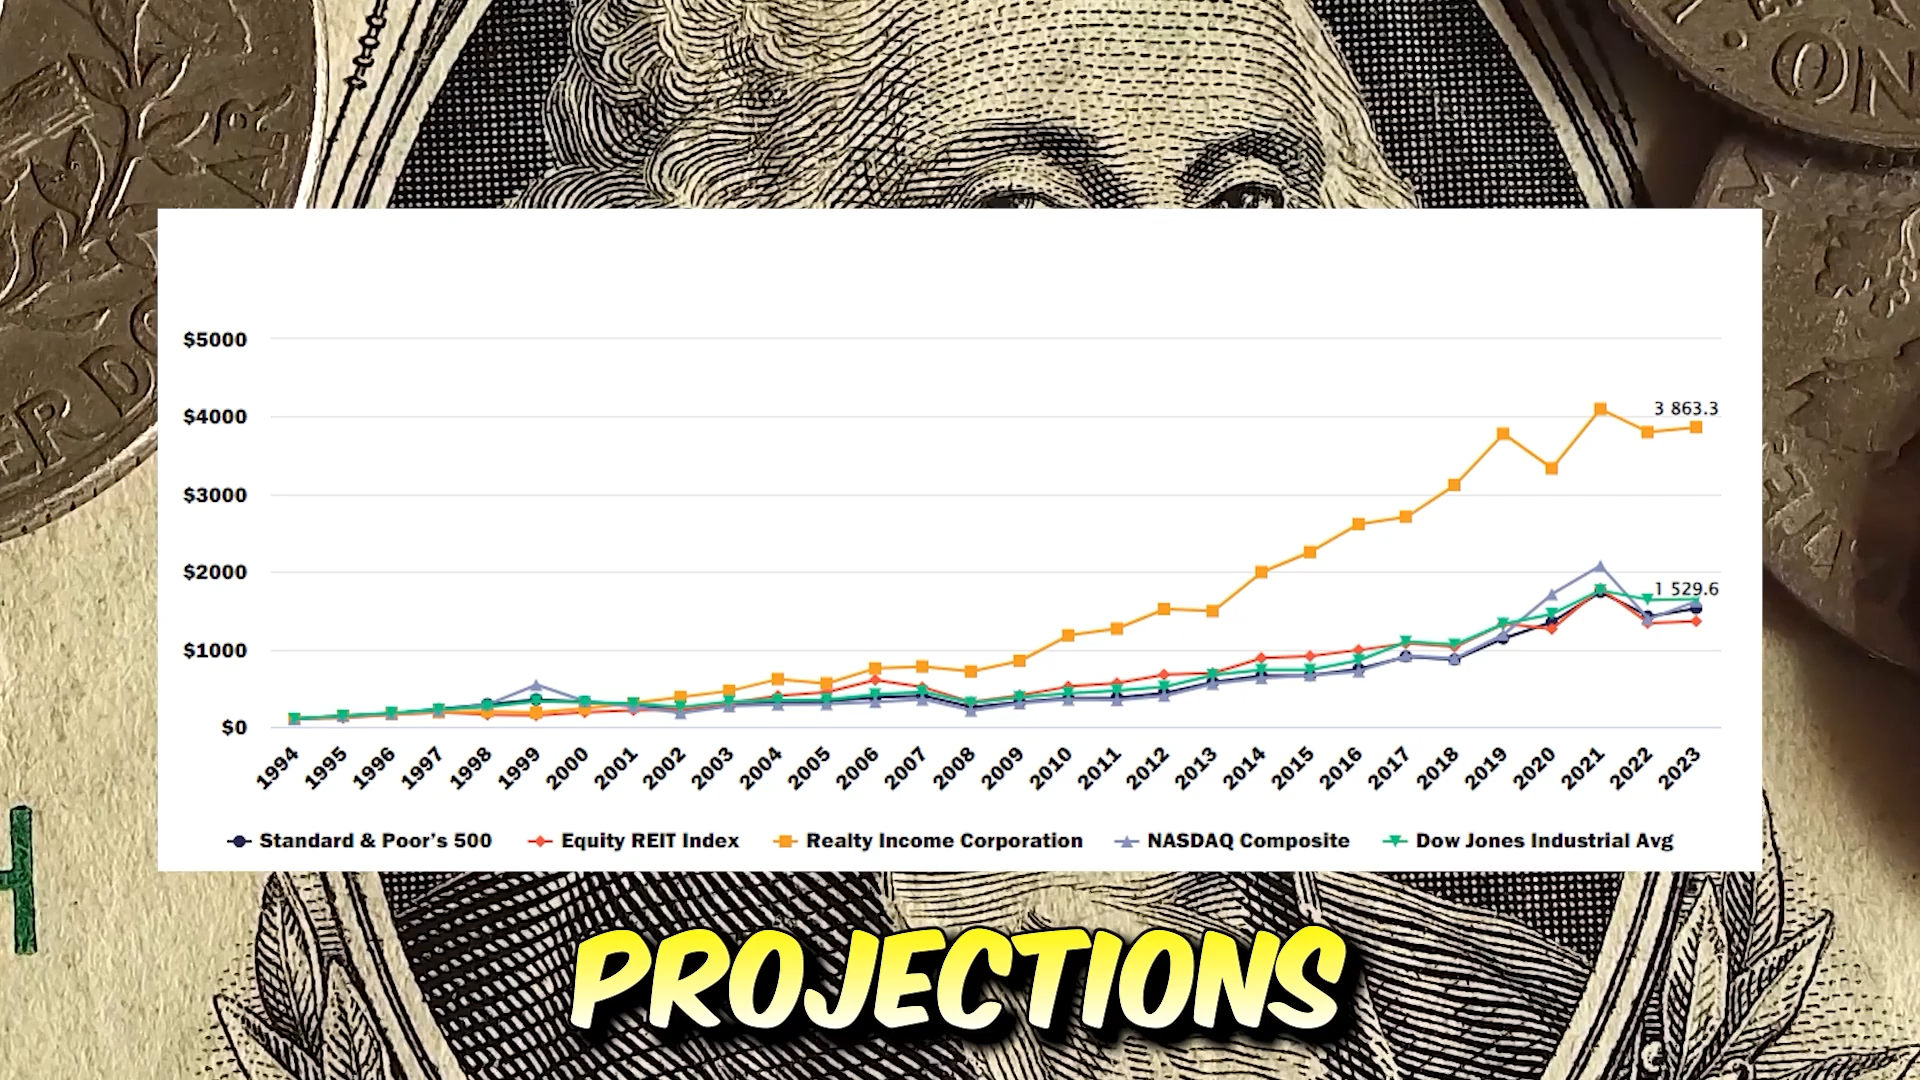 ON
ER D
$5000
$4000
$3000
$2000
$1000
$0
3 863.3
1 529.6
1994 1995 1996 1997 1998 1999 2000 2001 2002 2003 2004 2005 2006 2007 2008 2009 2010 2011 2012 2013 2014 2015 2016 2017 2018 2019 2020 2021 2022 2023
Standard & Poor's 500 Equity REIT Index Realty Income Corporation NASDAQ Composite Dow Jones Industrial Avg
H
PROJECTIONS